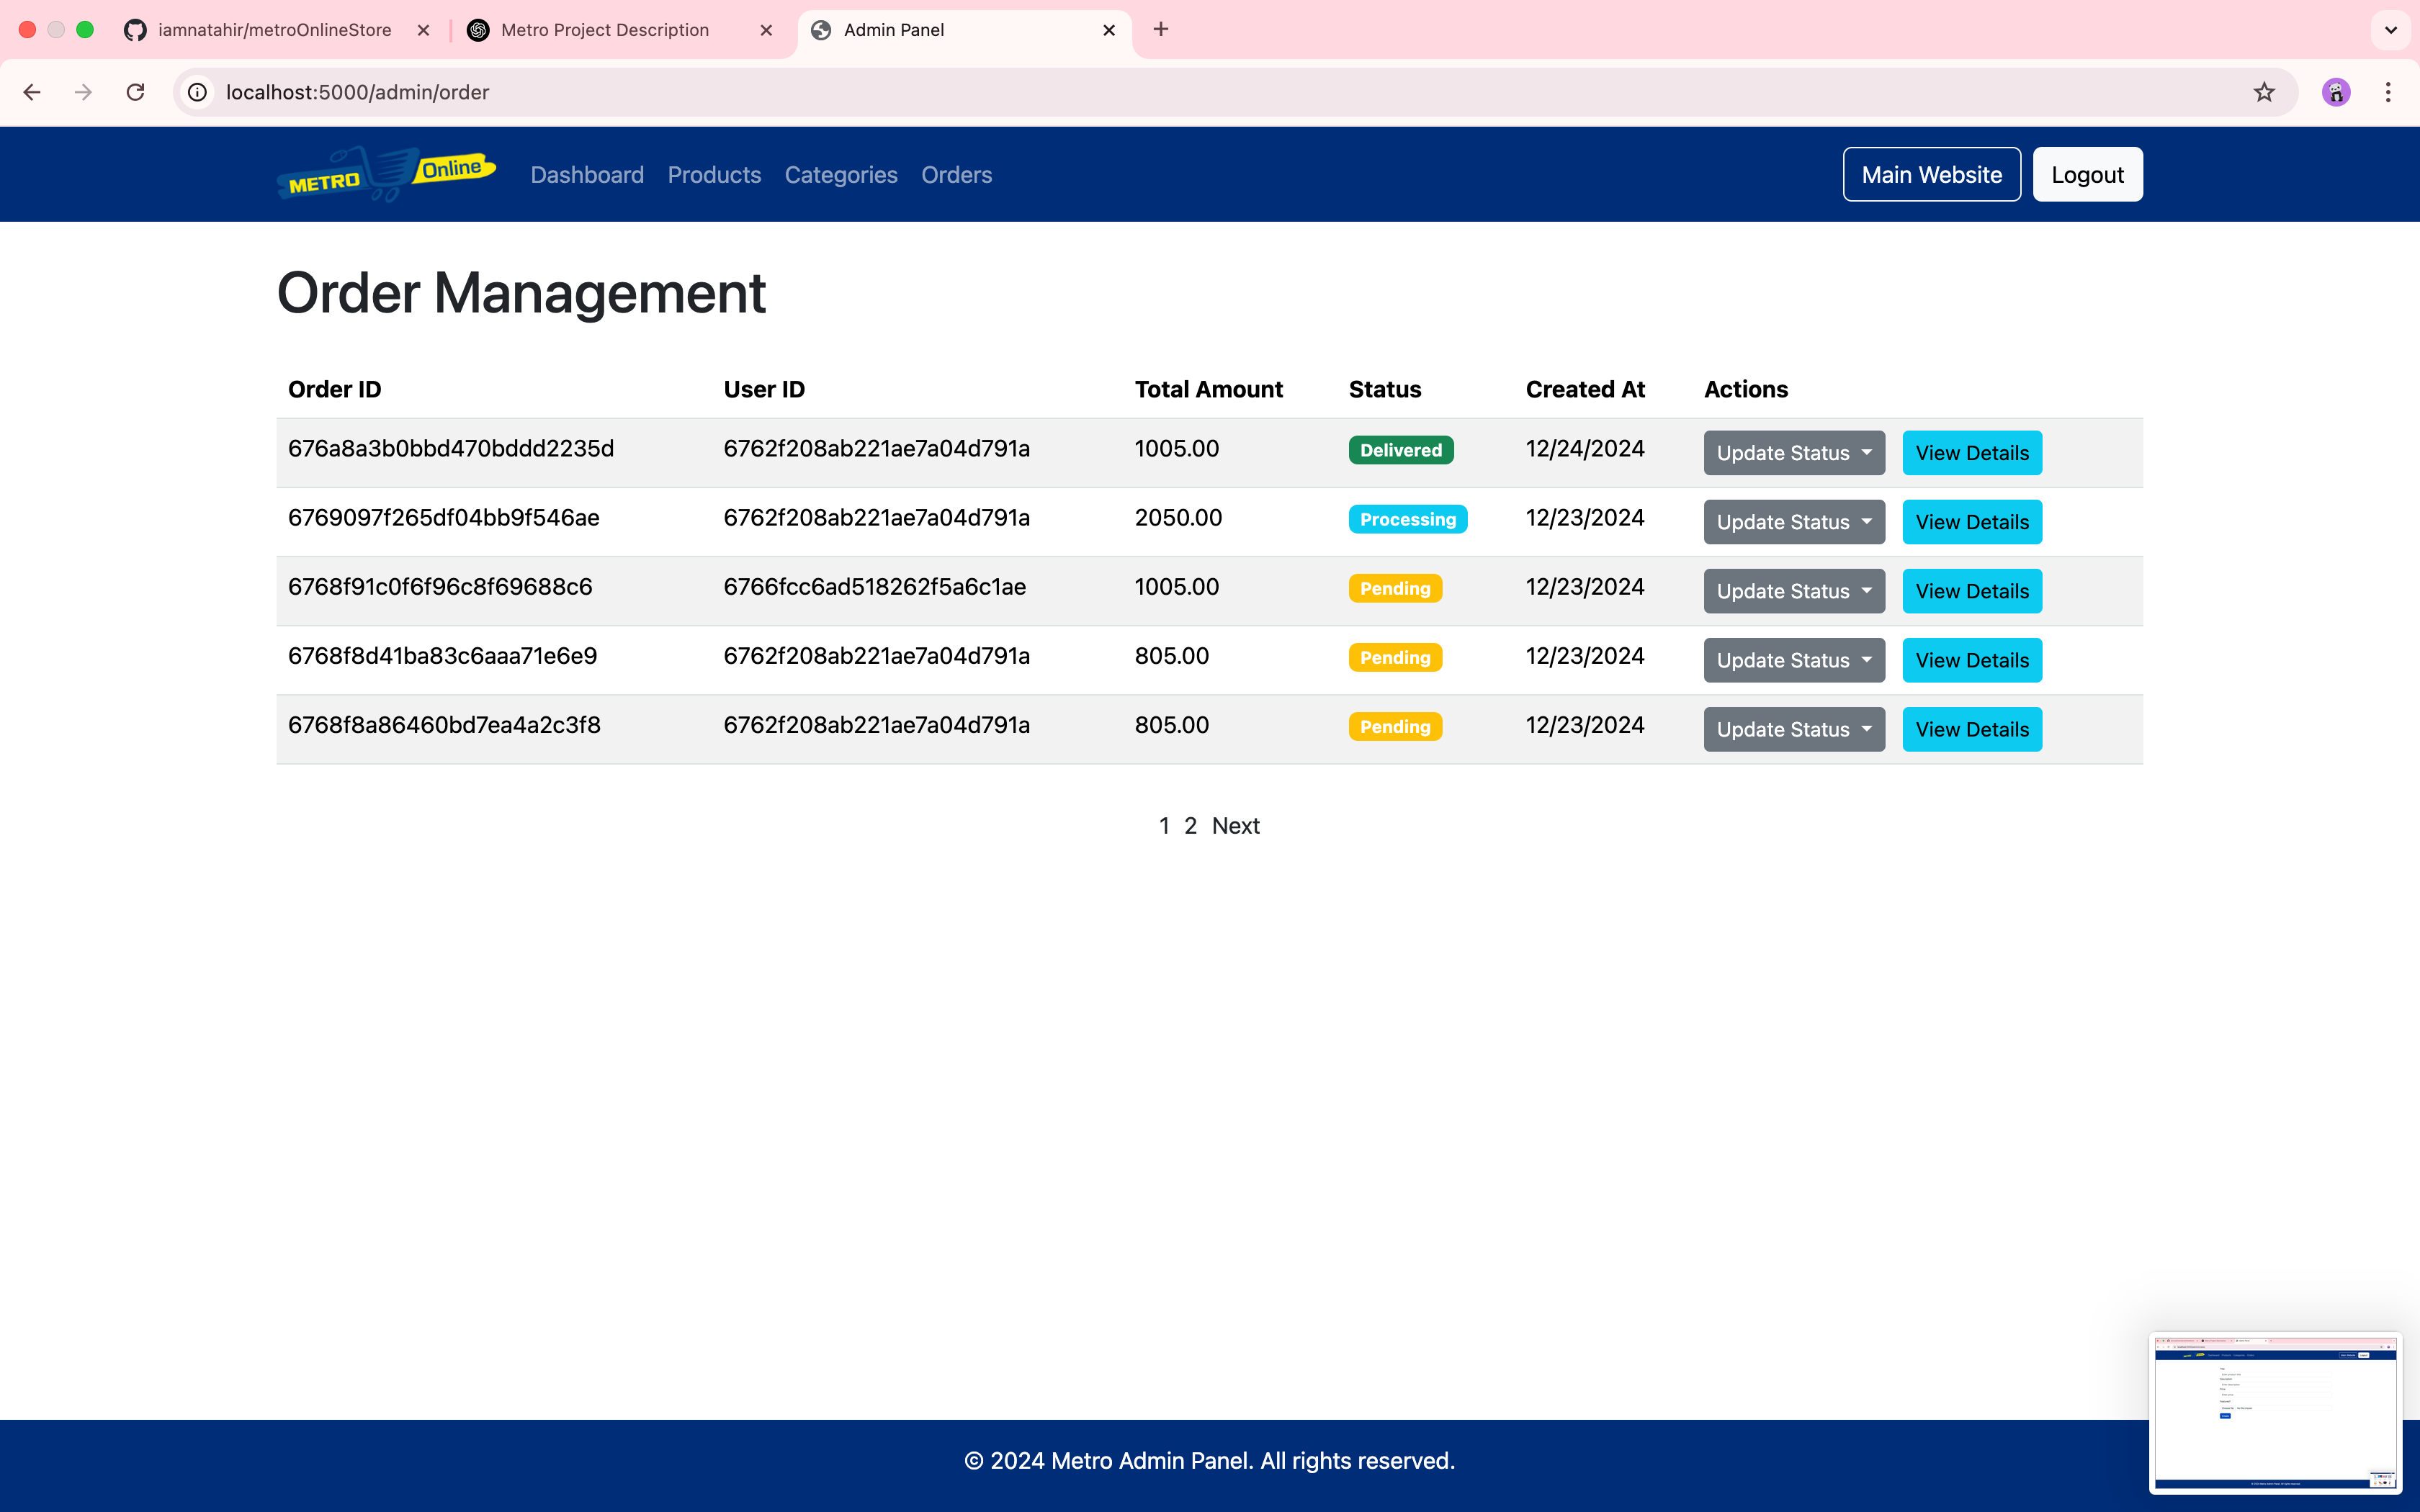 iamnatahir/metroOnlineStore
Metro Project Description
Admin Panel
localhost:5000/admin/order
METRO Online
Dashboard Products Categories Orders
Main Website Logout
Order Management
Order ID User ID Total Amount Status Created At Actions
676a8a3b0bbd470bddd2235d 6762f208ab221ae7a04d791a 1005.00 Delivered 12/24/2024 Update Status View Details
6769097f265df04bb9f546ae 6762f208ab221ae7a04d791a 2050.00 Processing 12/23/2024 Update Status View Details
6768f91c0f6f96c8f69688c6 6766fcc6ad518262f5a6c1ae 1005.00 Pending 12/23/2024 Update Status View Details
6768f8d41ba83c6aaa71e6e9 6762f208ab221ae7a04d791a 805.00 Pending 12/23/2024 Update Status View Details
6768f8a86460bd7ea4a2c3f8 6762f208ab221ae7a04d791a 805.00 Pending 12/23/2024 Update Status View Details
1 2 Next
© 2024 Metro Admin Panel. All rights reserved.